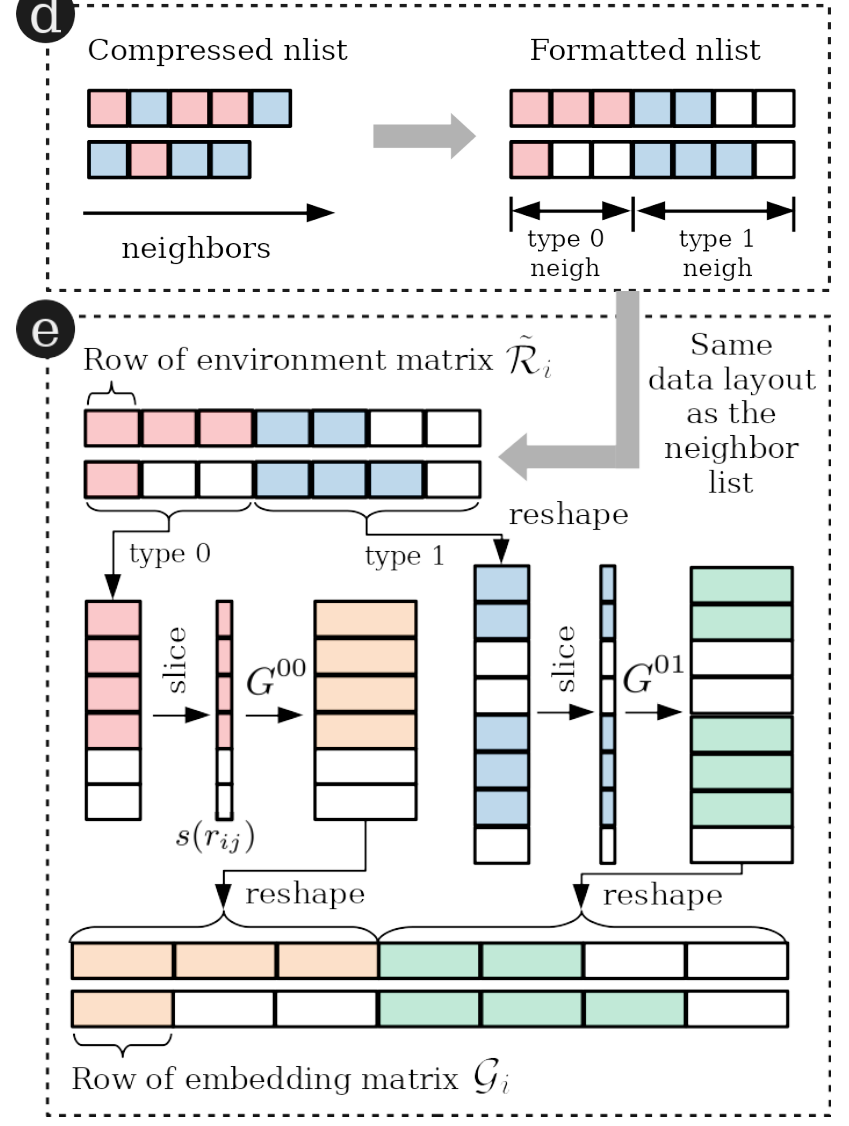 d
Compressed nlist
Formatted nlist
neighbors
type 0
neigh
type 1
neigh
e
Row of environment matrix $\tilde{\mathcal{R}}_i$
Same
data layout
as the
neighbor
list
reshape
type 0
type 1
slice
G⁰⁰
slice
G⁰¹
s(r_{ij})
reshape
reshape
Row of embedding matrix $\mathcal{G}_i$